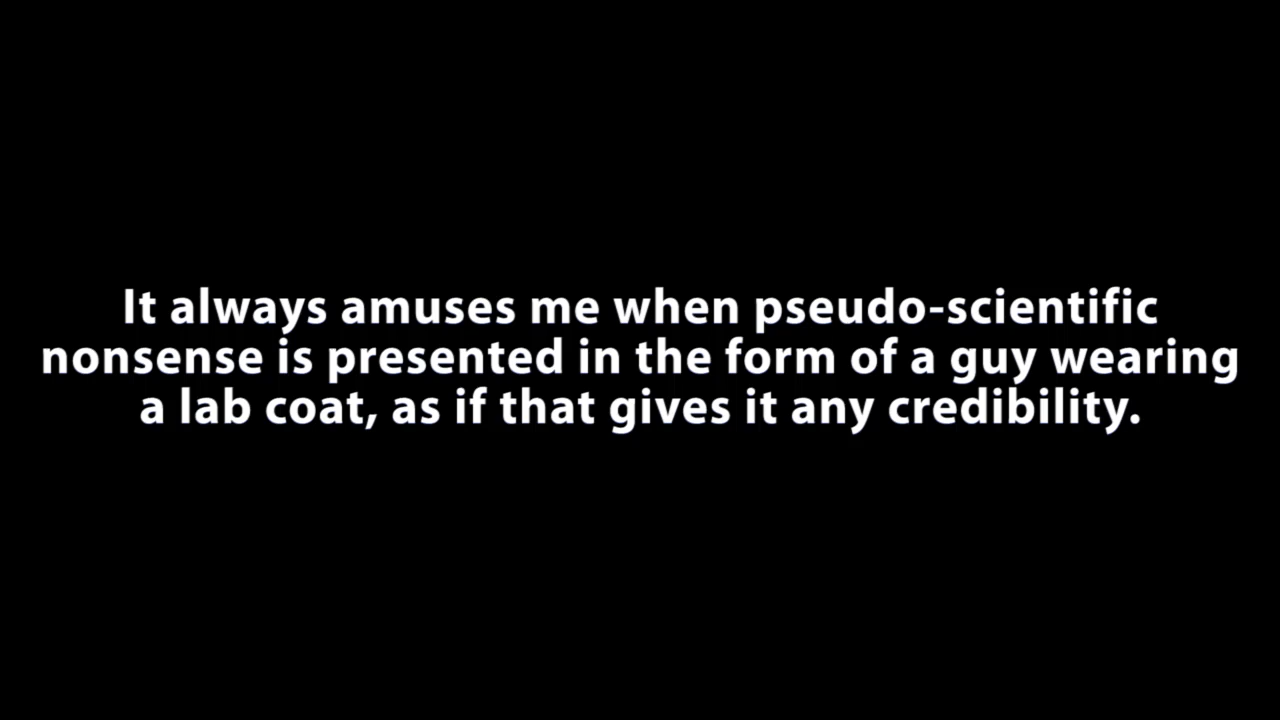 It always amuses me when pseudo-scientific
nonsense is presented in the form of a guy wearing
a lab coat, as if that gives it any credibility.